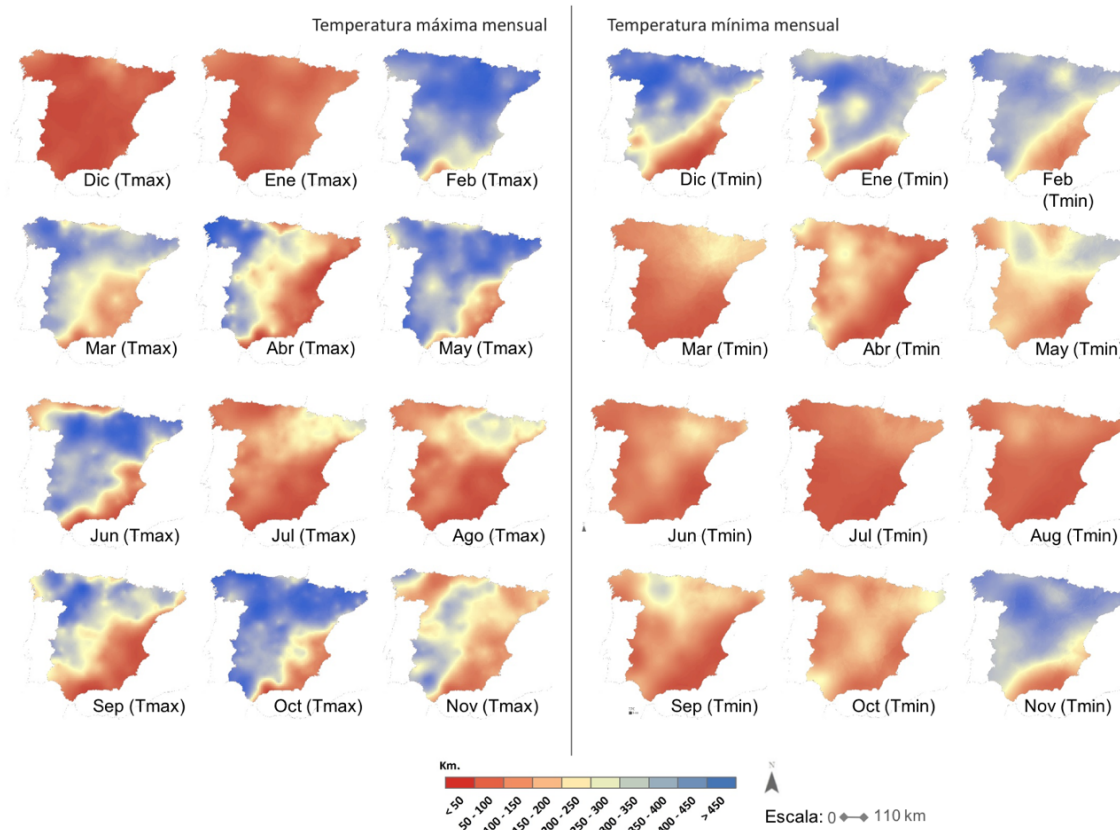 Temperatura máxima mensual
Temperatura mínima mensual
Dic (Tmax)
Ene (Tmax)
Feb (Tmax)
Dic (Tmin)
Ene (Tmin)
Feb
(Tmin)
Mar (Tmax)
Abr (Tmax)
May (Tmax)
Mar (Tmin)
Abr (Tmin
May (Tmin)
Jun (Tmax)
Jul (Tmax)
Ago (Tmax)
Jun (Tmin)
Jul (Tmin)
Aug (Tmin)
Sep (Tmax)
Oct (Tmax)
Nov (Tmax)
Sep (Tmin)
Oct (Tmin)
Nov (Tmin)
Km.
< 50
50 - 100
100 - 150
150 - 200
200 - 250
250 - 300
300 - 350
350 - 400
400 - 450
>450
N
Escala: 0 110 km